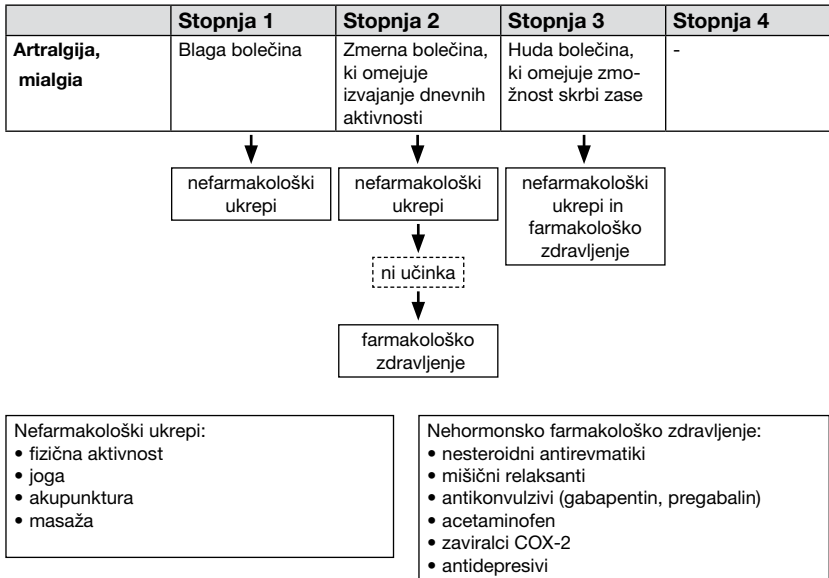 Stopnja 1 Stopnja 2 Stopnja 3 Stopnja 4
Artralgija,
mialgia
Blaga bolečina
Zmerna bolečina,
ki omejuje
izvajanje dnevnih
aktivnosti
Huda bolečina,
ki omejuje zmo-
žnost skrbi zase
-
nefarmakološki
ukrepi
nefarmakološki
ukrepi
nefarmakološki
ukrepi in
farmakološko
zdravljenje
ni učinka
farmakološko
zdravljenje
Nefarmakološki ukrepi:
• fizična aktivnost
• joga
• akupunktura
• masaža
Nehormonsko farmakološko zdravljenje:
• nesteroidni antirevmatiki
• mišični relaksanti
• antikonvulzivi (gabapentin, pregabalin)
• acetaminofen
• zaviralci COX-2
• antidepresivi